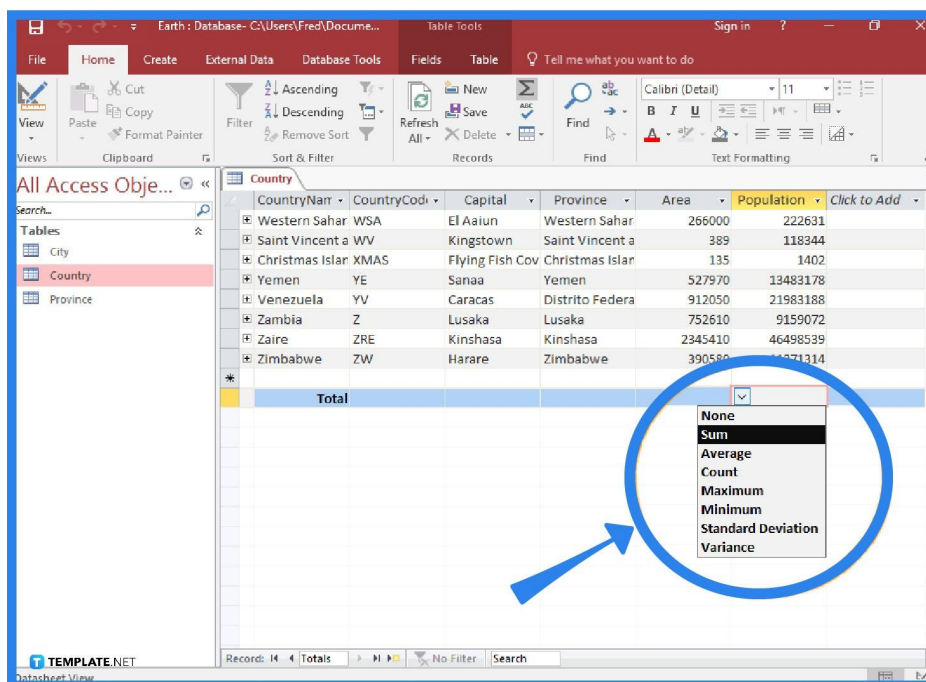 Earth : Database- C:\Users\Fred\Docume... Table Tools Sign in ?
File Home Create External Data Database Tools Fields Table Tell me what you want to do
View Paste Cut Copy Format Painter
Views Clipboard
Filter Ascending Descending Remove Sort
Sort & Filter
Refresh All New Save Delete
Records
Find
Find
Calibri (Detail) 11
B I U
A
Text Formatting
All Access Obje... «
Search...
Tables
City
Country
Province
Country
CountryNam CountryCode Capital Province Area Population Click to Add
Western Sahar WSA El Aaiun Western Sahar 266000 222631
Saint Vincent a WV Kingstown Saint Vincent a 389 118344
Christmas Islan XMAS Flying Fish Cov Christmas Islan 135 1402
Yemen YE Sanaa Yemen 527970 13483178
Venezuela YV Caracas Distrito Federa 912050 21983188
Zambia Z Lusaka Lusaka 752610 9159072
Zaire ZRE Kinshasa Kinshasa 2345410 46498539
Zimbabwe ZW Harare Zimbabwe 390580
Total
None
Sum
Average
Count
Maximum
Minimum
Standard Deviation
Variance
Record: Totals No Filter Search
T TEMPLATE.NET
Datasheet View